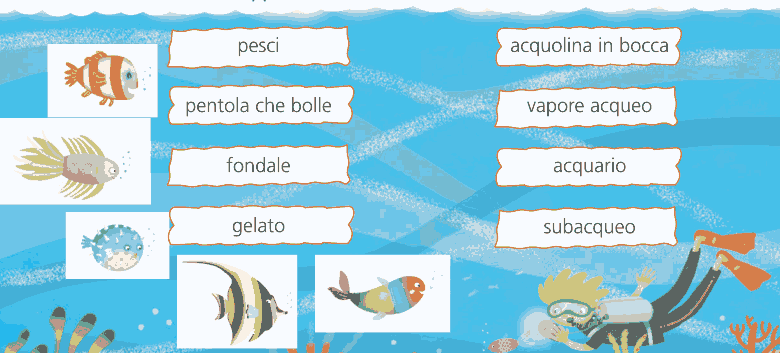 pesci
acquolina in bocca
pentola che bolle
vapore acqueo
fondale
acquario
gelato
subacqueo